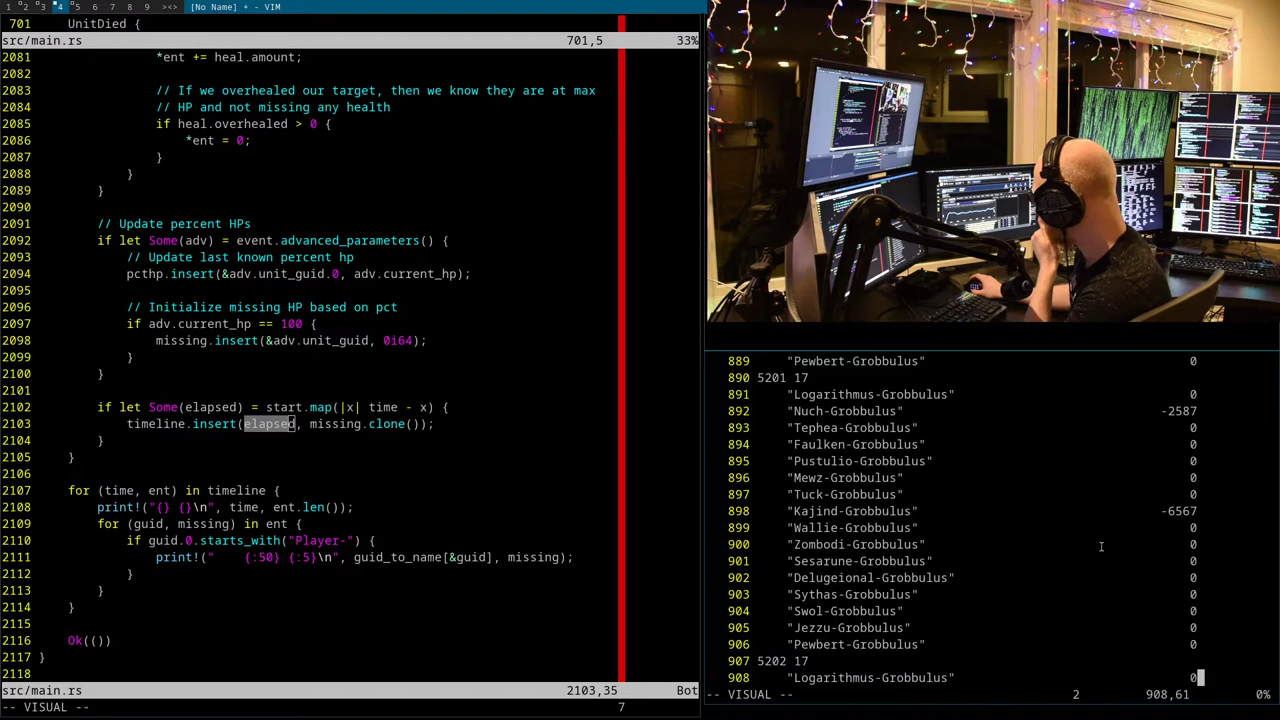 1 2 3 4 5 6 7 8 9 ><> [No Name] + - VIM
701 UnitDied {
src/main.rs 701,5 33%
2081 *ent += heal.amount;
2082
2083 // If we overhealed our target, then we know they are at max
2084 // HP and not missing any health
2085 if heal.overhealed > 0 {
2086 *ent = 0;
2087 }
2088 }
2089 }
2090
2091 // Update percent HPs
2092 if let Some(adv) = event.advanced_parameters() {
2093 // Update last known percent hp
2094 pcthp.insert(&adv.unit_guid.0, adv.current_hp);
2095
2096 // Initialize missing HP based on pct
2097 if adv.current_hp == 100 {
2098 missing.insert(&adv.unit_guid, 0i64);
2099 }
2100 }
2101
2102 if let Some(elapsed) = start.map(|x| time - x) {
2103 timeline.insert(elapsed, missing.clone());
2104 }
2105 }
2106
2107 for (time, ent) in timeline {
2108 print!("{} {}\n", time, ent.len());
2109 for (guid, missing) in ent {
2110 if guid.0.starts_with("Player-") {
2111 print!("    {:50} {:5}\n", guid_to_name[&guid], missing);
2112 }
2113 }
2114 }
2115
2116 Ok(())
2117 }
2118
src/main.rs 2103,35 Bot
-- VISUAL -- 7
889 "Pewbert-Grobbulus" 0
890 5201 17
891 "Logarithmus-Grobbulus" 0
892 "Nuch-Grobbulus" -2587
893 "Tephea-Grobbulus" 0
894 "Faulken-Grobbulus" 0
895 "Pustulio-Grobbulus" 0
896 "Mewz-Grobbulus" 0
897 "Tuck-Grobbulus" 0
898 "Kajind-Grobbulus" -6567
899 "Wallie-Grobbulus" 0
900 "Zombodi-Grobbulus" 0
901 "Sesarune-Grobbulus" 0
902 "Delugeional-Grobbulus" 0
903 "Sythas-Grobbulus" 0
904 "Swol-Grobbulus" 0
905 "Jezzu-Grobbulus" 0
906 "Pewbert-Grobbulus" 0
907 5202 17
908 "Logarithmus-Grobbulus" 0
-- VISUAL -- 2 908,61 0%